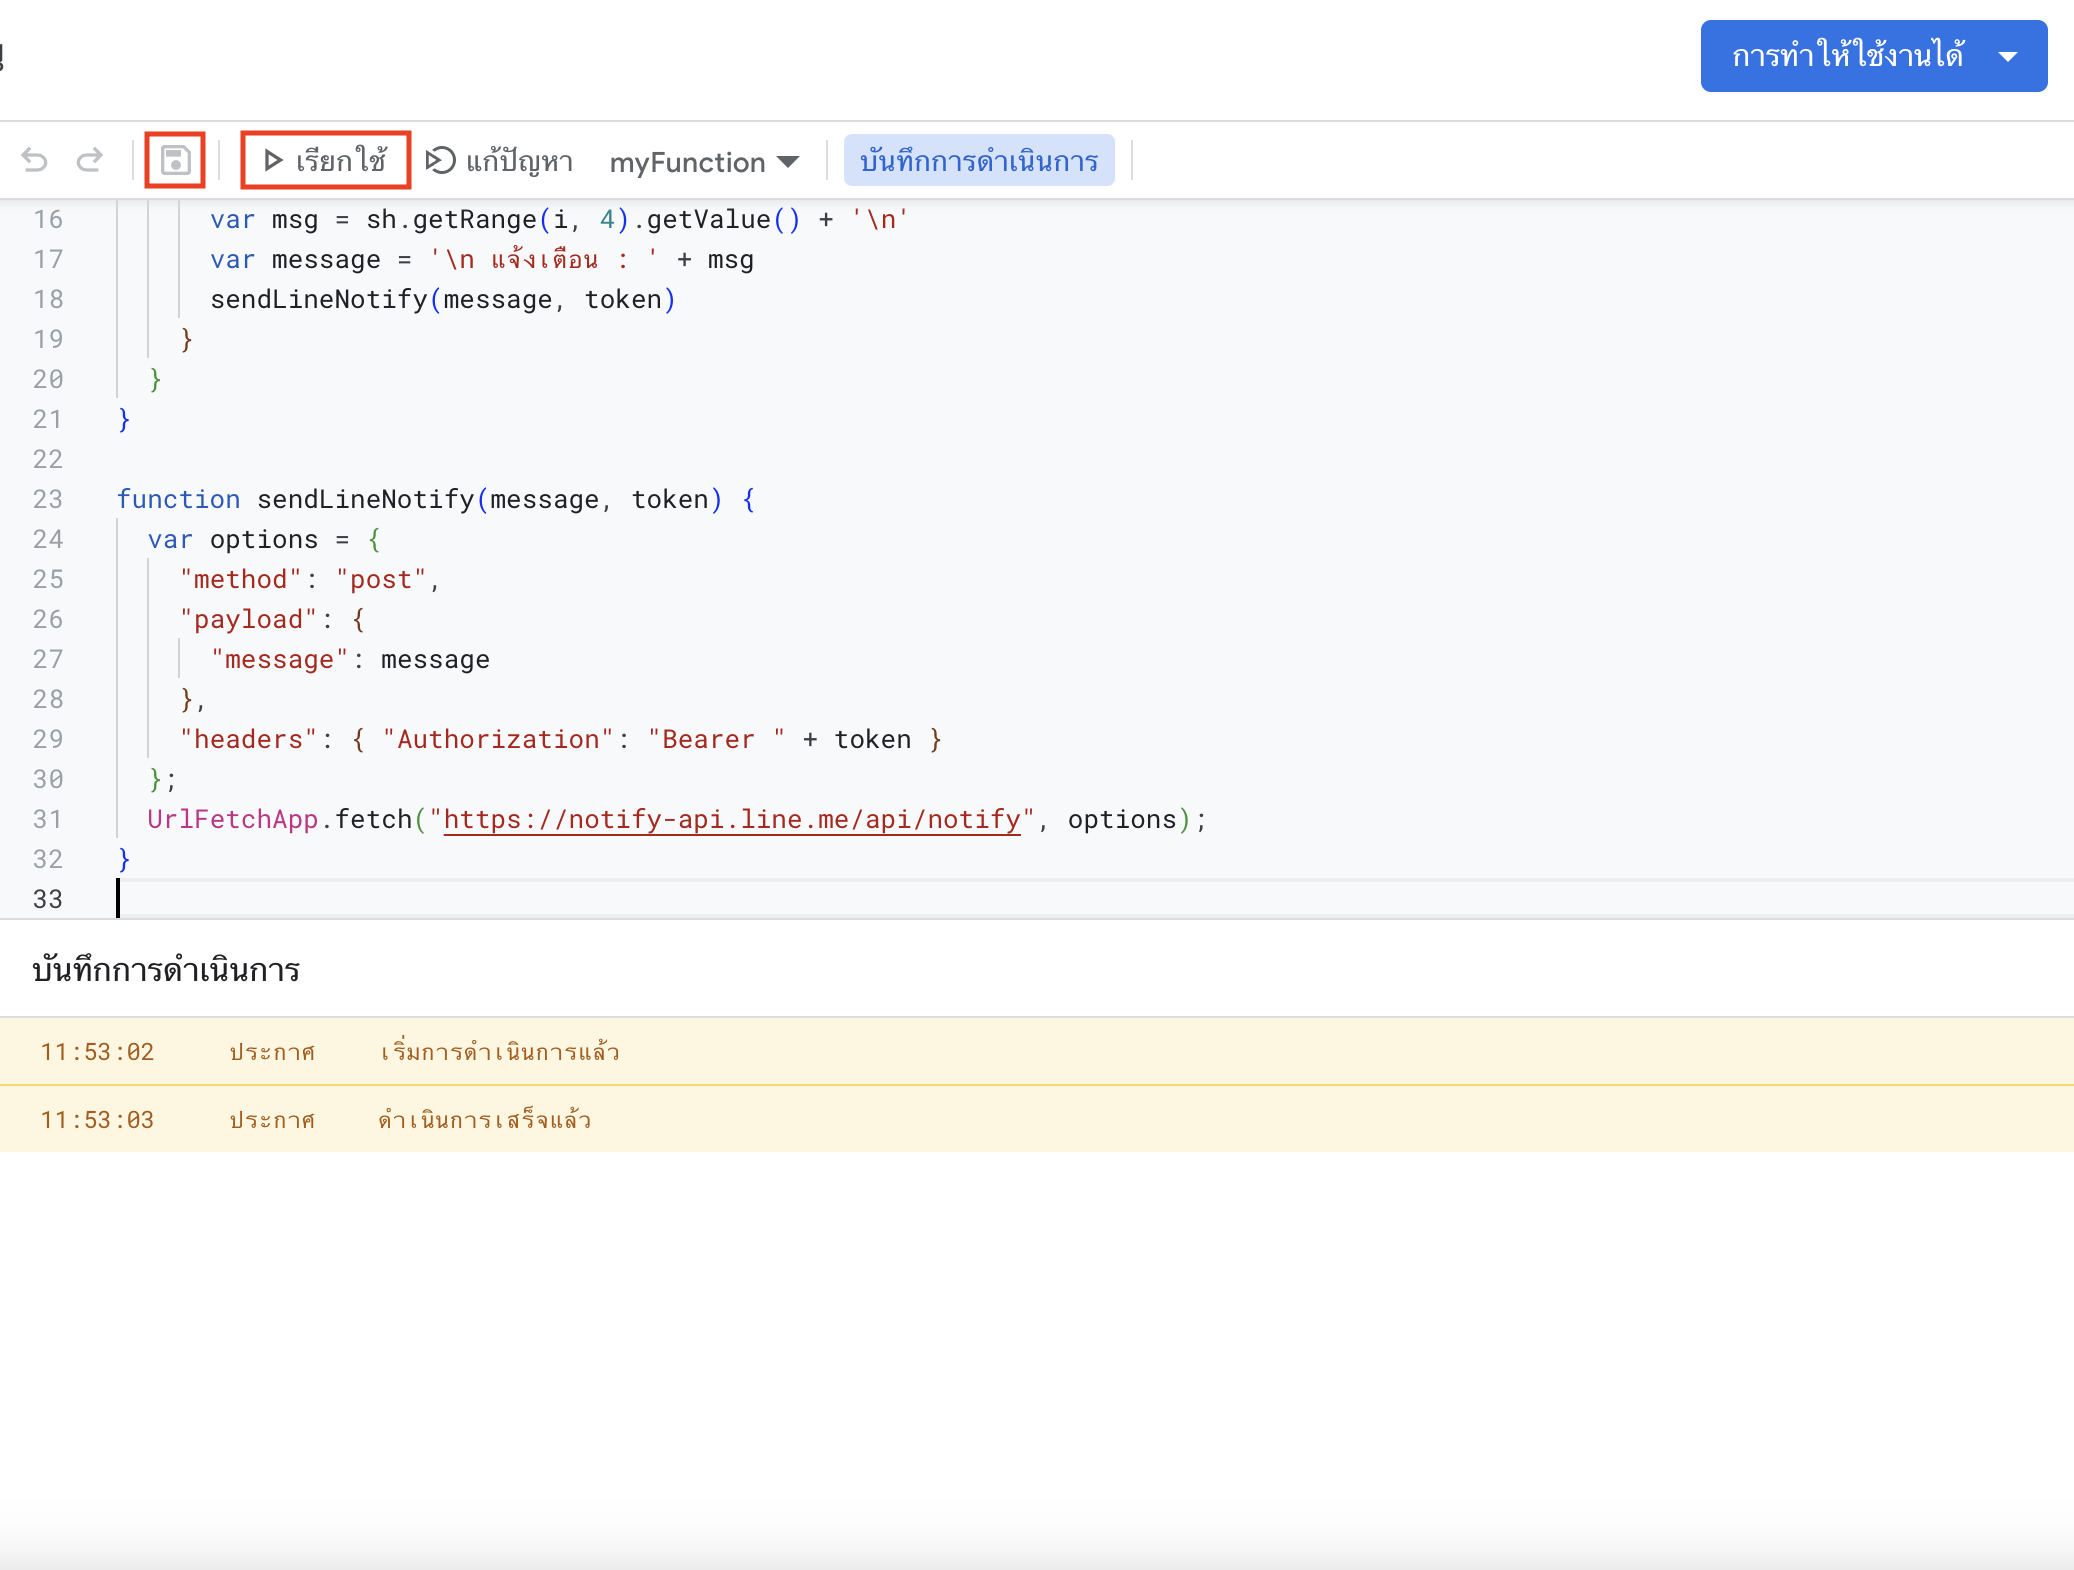 การทำให้ใช้งานได้
เรียกใช้ แก้ปัญหา myFunction บันทึกการดำเนินการ
16 var msg = sh.getRange(i, 4).getValue() + '\n'
17 var message = '\n แจ้งเตือน : ' + msg
18 sendLineNotify(message, token)
19 }
20 }
21 }
22
23 function sendLineNotify(message, token) {
24 var options = {
25 "method": "post",
26 "payload": {
27 "message": message
28 },
29 "headers": { "Authorization": "Bearer " + token }
30 };
31 UrlFetchApp.fetch("https://notify-api.line.me/api/notify", options);
32 }
33
บันทึกการดำเนินการ
11:53:02 ประกาศ เริ่มการดำเนินการแล้ว
11:53:03 ประกาศ ดำเนินการเสร็จแล้ว